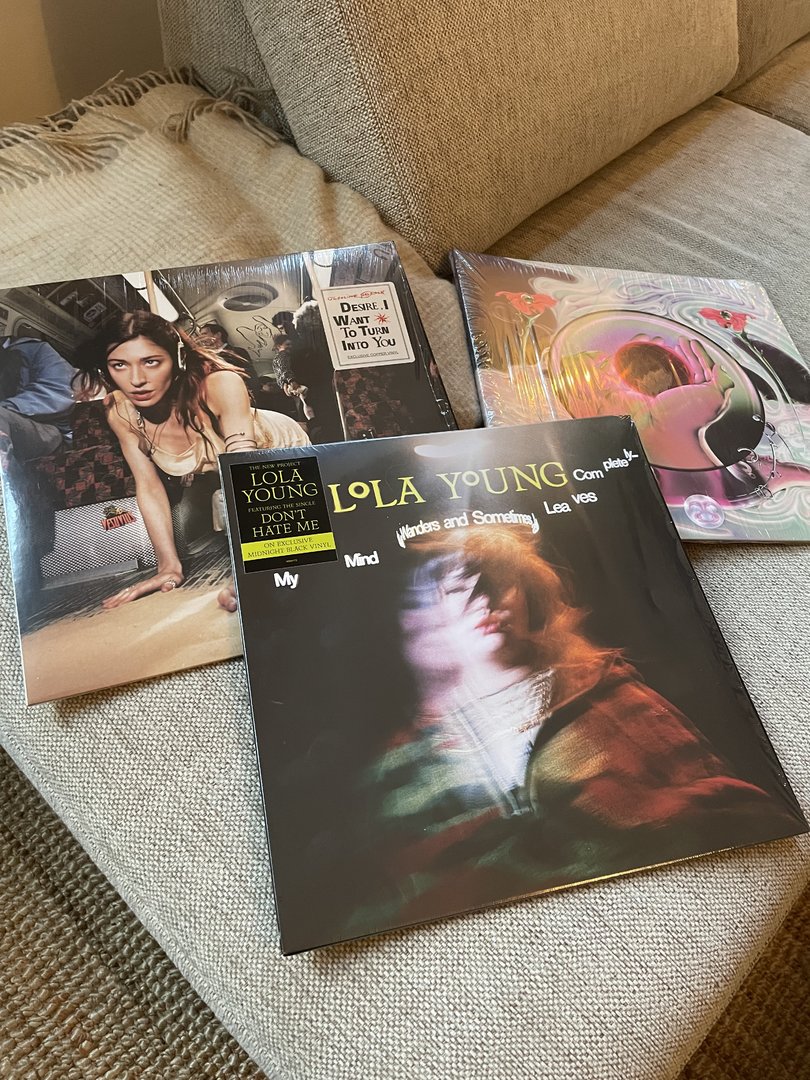 DESIRE, I
WANT
TO TURN
INTO YOU
EXCLUSIVE COPPER VINYL
THE NEW PROJECT
LOLA
YOUNG
FEATURING THE SINGLE
DON'T
HATE ME
ON EXCLUSIVE
MIDNIGHT BLACK VINYL
LOLA YOUNG
My Mind Wanders and Sometimes Leaves Completely